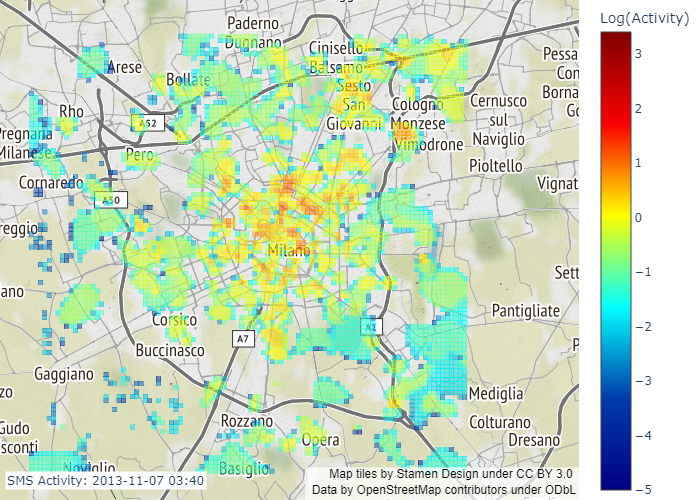 Log(Activity)
Paderno
Dugnano
Cinisello
Balsamo
Pessa
Arese
Bollate
Sesto
San
Giovanni
Con
Borna
Go
Rho
Cologno
Monzese
Cernusco
sul
Naviglio
A52
Pregnana
Milanese
Pero
Vimodrone
Pioltello
Cornaredo
Vignat
A50
reggio
Milano
Sett
ano
Corsico
A1
Pantigliate
A7
Buccinasco
P
Gaggiano
zo
Mediglia
Rozzano
Colturano
Gudo
sconti
Opera
Dresano
Noviglio
Basiglio
SMS Activity: 2013-11-07 03:40
Map tiles by Stamen Design under CC BY 3.0
Data by OpenStreetMap contributors under ODbL
3
2
1
0
−1
−2
−3
−4
−5